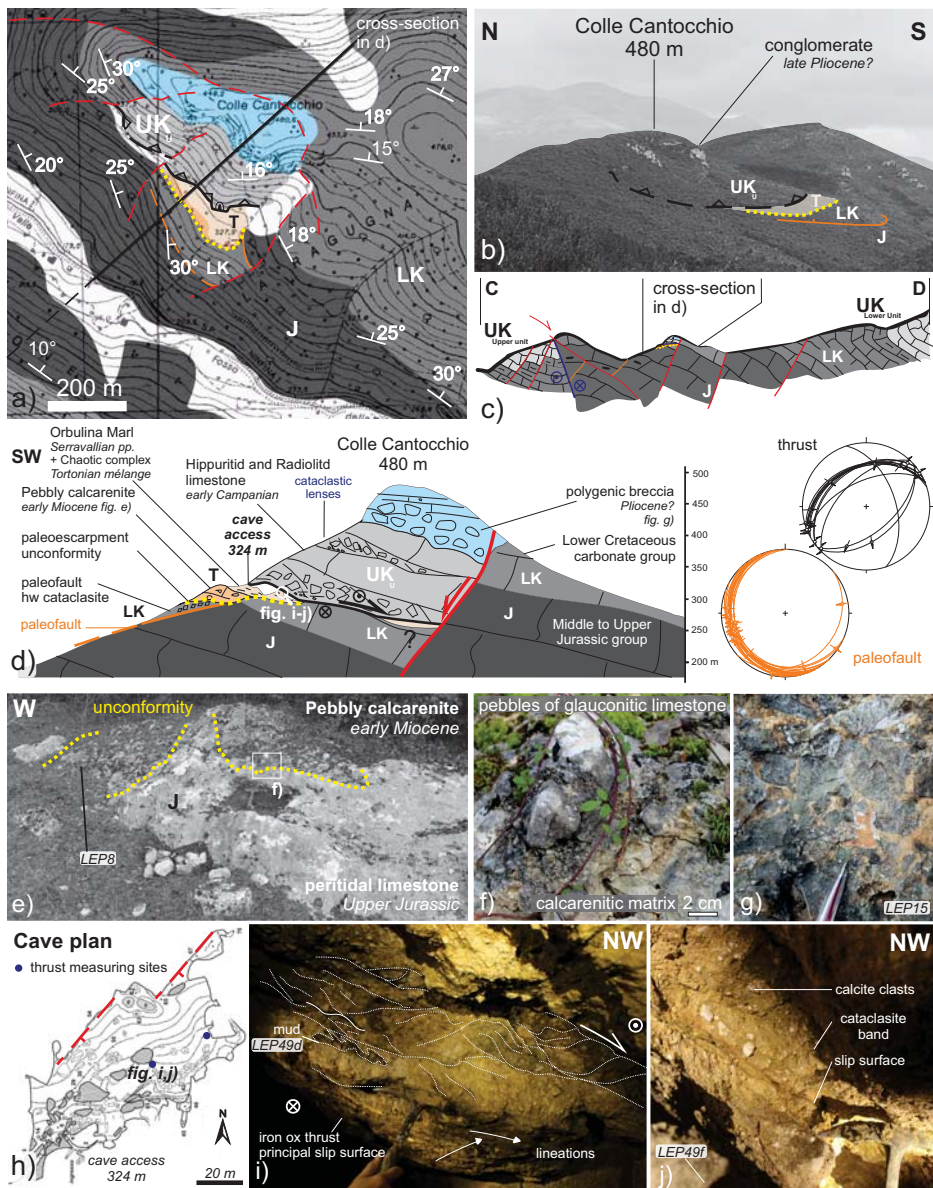 cross-section
in d)
30°
25°
27°
Colle Cantocchio
UK
u
18°
15°
20°
25°
16°
T
327,0
LK
30°
18°
LK
J
25°
10°
FOSSO
30°
200 m
a)
N
S
Colle Cantocchio
480 m
conglomerate
late Pliocene?
UK
u
T
LK
J
b)
C
D
cross-section
in d)
UK
Upper unit
UK
Lower Unit
LK
J
c)
Orbulina Marl
Serravallian pp.
+ Chaotic complex
Tortonian mélange
SW
Hippuritid and Radiolitd
limestone
early Campanian
cataclastic
lenses
Colle Cantocchio
480 m
Pebbly calcarenite
early Miocene fig. e)
cave
access
324 m
polygenic breccia
Pliocene?
fig. g)
paleoescarpment
unconformity
Lower Cretaceous
carbonate group
paleofault
hw cataclasite
T
UK
u
LK
LK
paleofault
fig. i-j)
J
LK
?
J
Middle to Upper
Jurassic group
d)
500
400
300
200 m
thrust
paleofault
W
unconformity
Pebbly calcarenite
early Miocene
J
f)
LEP8
peritidal limestone
Upper Jurassic
e)
pebbles of glauconitic limestone
calcarenitic matrix
2 cm
f)
g)
LEP15
Cave plan
thrust measuring sites
fig. i,j)
N
cave access
324 m
20 m
h)
NW
mud
LEP49d
iron ox thrust
principal slip surface
lineations
i)
NW
calcite clasts
cataclasite
band
slip surface
LEP49f
j)